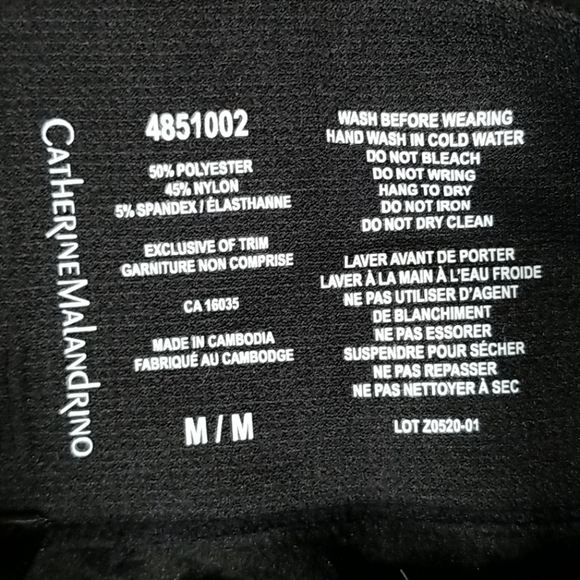 CATHERINE MALANDRINO
4851002
50% POLYESTER
45% NYLON
5% SPANDEX / ÉLASTHANNE
EXCLUSIVE OF TRIM
GARNITURE NON COMPRISE
CA 16035
MADE IN CAMBODIA
FABRIQUÉ AU CAMBODGE
M / M
WASH BEFORE WEARING
HAND WASH IN COLD WATER
DO NOT BLEACH
DO NOT WRING
HANG TO DRY
DO NOT IRON
DO NOT DRY CLEAN
LAVER AVANT DE PORTER
LAVER À LA MAIN À L'EAU FROIDE
NE PAS UTILISER D'AGENT
DE BLANCHIMENT
NE PAS ESSORER
SUSPENDRE POUR SÉCHER
NE PAS REPASSER
NE PAS NETTOYER À SEC
LOT Z0520-01